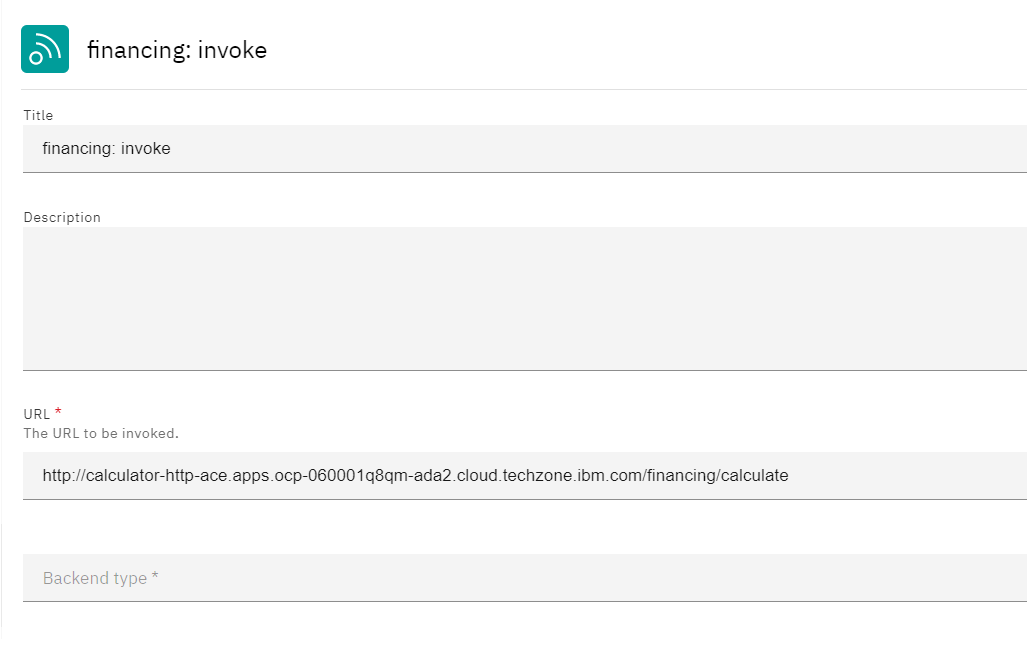 financing: invoke
Title
financing: invoke
Description
URL *
The URL to be invoked.
http://calculator-http-ace.apps.ocp-060001q8qm-ada2.cloud.techzone.ibm.com/financing/calculate
Backend type *